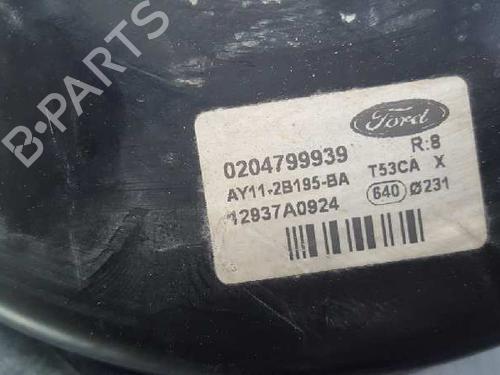 B-PARTS
Ford
0204799939
R:8
AY11-2B195-BA
T53CA X
12937A0924
640 Ø231